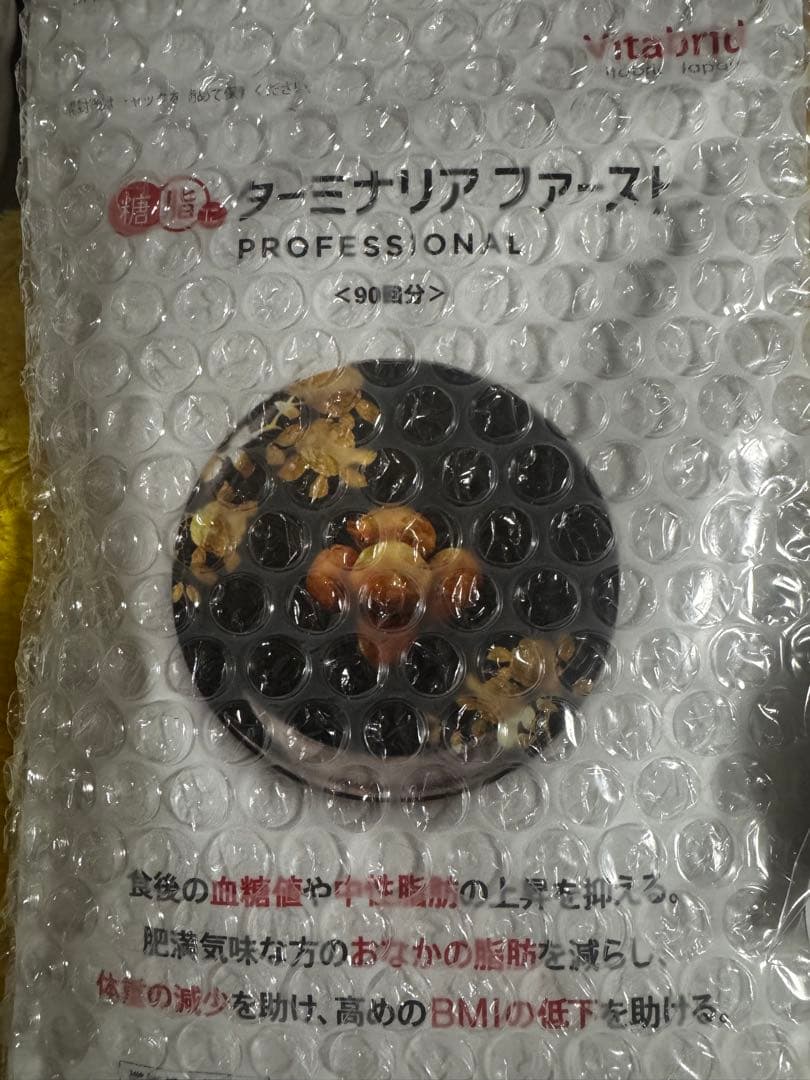 Vitabrid
Japan
糖と脂に ターミナリア ファースト
PROFESSIONAL
＜90回分＞
食後の血糖値や中性脂肪の上昇を抑える。
肥満気味な方のおなかの脂肪を減らし、
体重の減少を助け、高めのBMIの低下を助ける。